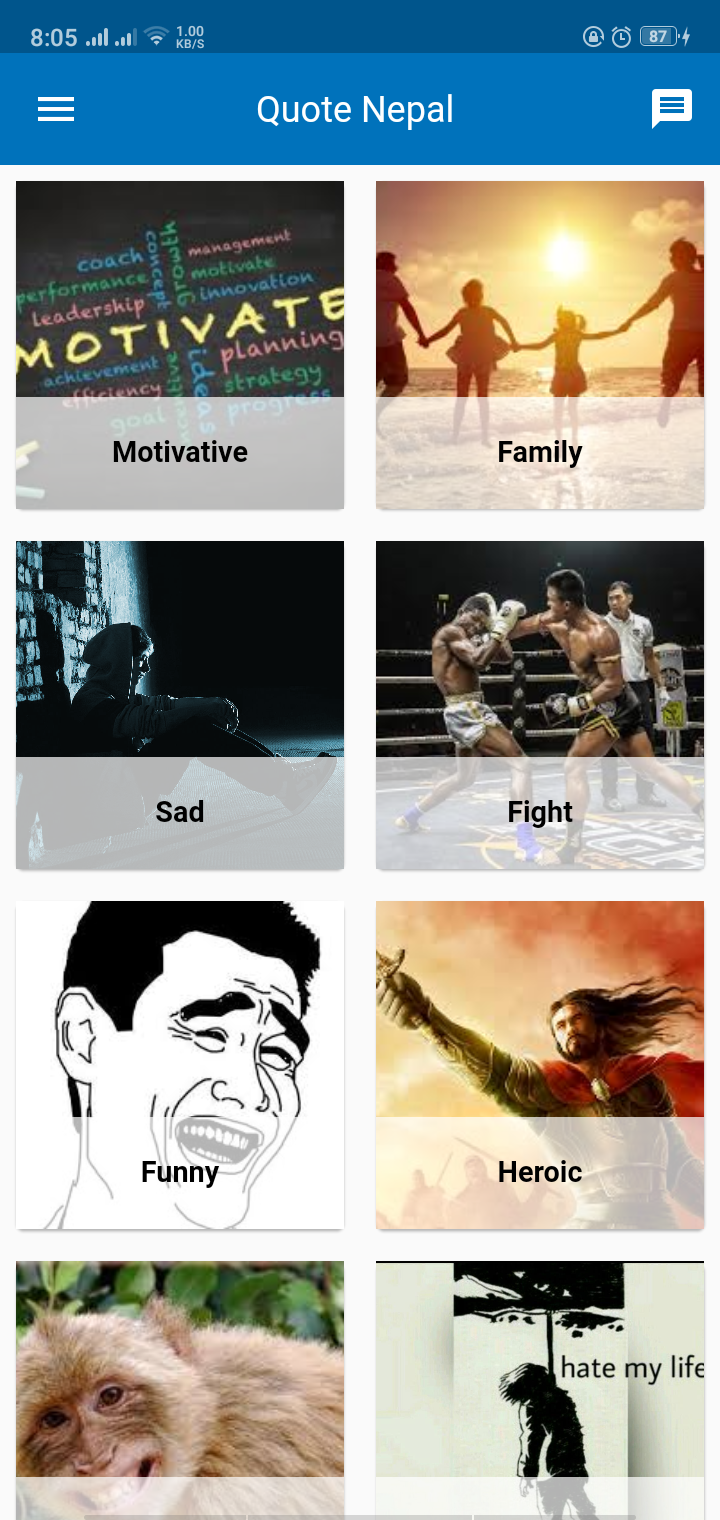 8:05 1.00 KB/S 87
Quote Nepal
coach concept growth management
performance motivate
leadership innovation
MOTIVATE
planning
achievement ideas strategy
efficiency progress
goal
Motivative
Family
Sad
Fight
Funny
Heroic
hate my life